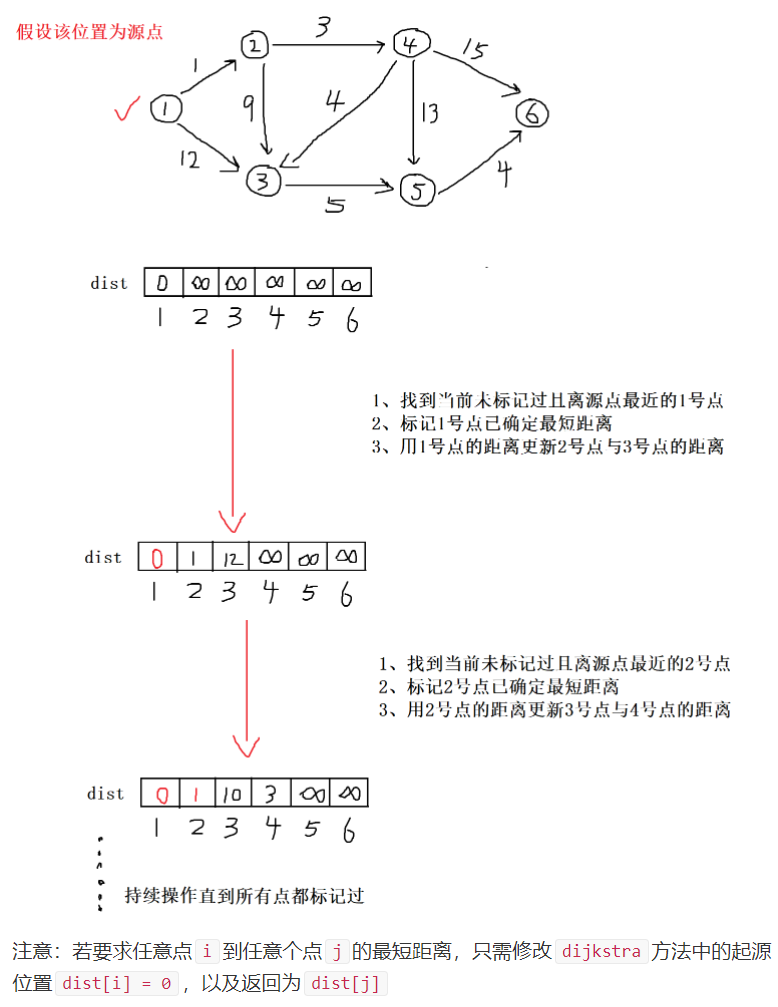 假设该位置为源点
3
2
4
15
1
1
9
4
13
6
12
3
5
5
4
dist 0 ∞ ∞ ∞ ∞ ∞
1 2 3 4 5 6
1、找到当前未标记过且离源点最近的1号点
2、标记1号点已确定最短距离
3、用1号点的距离更新2号点与3号点的距离
dist 0 1 12 ∞ ∞ ∞
1 2 3 4 5 6
1、找到当前未标记过且离源点最近的2号点
2、标记2号点已确定最短距离
3、用2号点的距离更新3号点与4号点的距离
dist 0 1 10 3 ∞ ∞
1 2 3 4 5 6
持续操作直到所有点都标记过
注意：若要求任意点 i 到任意个点 j 的最短距离，只需修改 dijkstra 方法中的起源
位置 dist[i] = 0 ，以及返回为 dist[j]